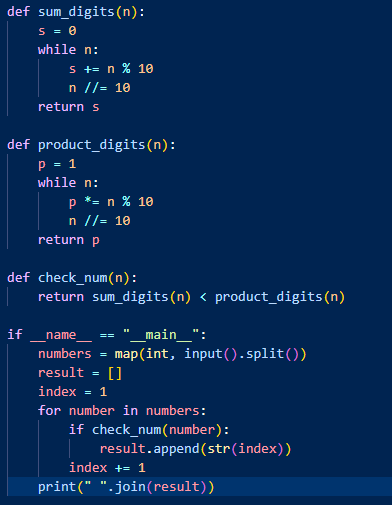 def sum_digits(n):
    s = 0
    while n:
        s += n % 10
        n //= 10
    return s

def product_digits(n):
    p = 1
    while n:
        p *= n % 10
        n //= 10
    return p

def check_num(n):
    return sum_digits(n) < product_digits(n)

if __name__ == "__main__":
    numbers = map(int, input().split())
    result = []
    index = 1
    for number in numbers:
        if check_num(number):
            result.append(str(index))
        index += 1
    print(" ".join(result))